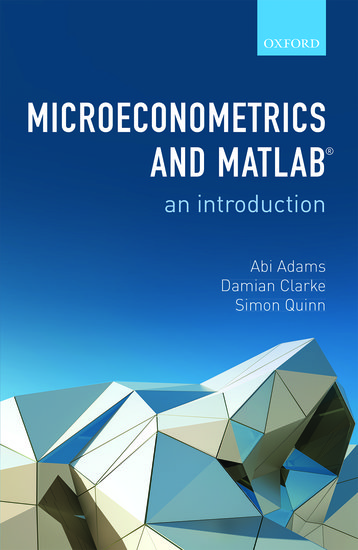 OXFORD
MICROECONOMETRICS
AND MATLAB®
an introduction
Abi Adams
Damian Clarke
Simon Quinn